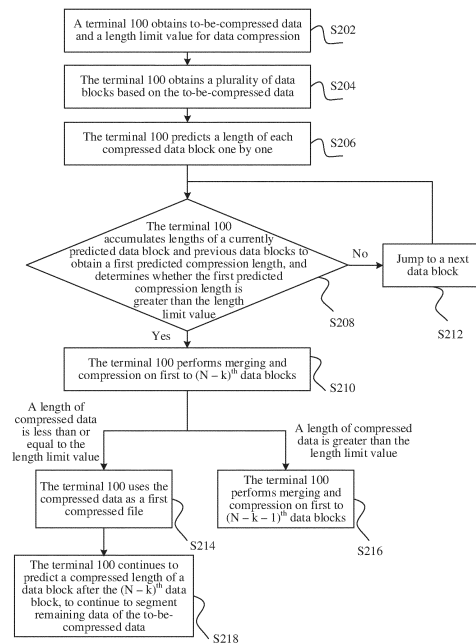 A terminal 100 obtains to-be-compressed data
and a length limit value for data compression
S202
The terminal 100 obtains a plurality of data
blocks based on the to-be-compressed data
S204
The terminal 100 predicts a length of each
compressed data block one by one
S206
The terminal 100
accumulates lengths of a currently
predicted data block and previous data blocks to
obtain a first predicted compression length, and
determines whether the first predicted
compression length is
greater than the length
limit value
S208
No
Jump to a next
data block
S212
Yes
The terminal 100 performs merging and
compression on first to (N – k)th data blocks
S210
A length of
compressed data
is less than or
equal to the
length limit value
A length of compressed
data is greater than the
length limit value
The terminal 100 uses the
compressed data as a first
compressed file
S214
The terminal 100
performs merging and
compression on first to
(N – k – 1)th data blocks
S216
The terminal 100 continues to
predict a compressed length of a
data block after the (N – k)th data
block, to continue to segment
remaining data of the to-be-
compressed data
S218